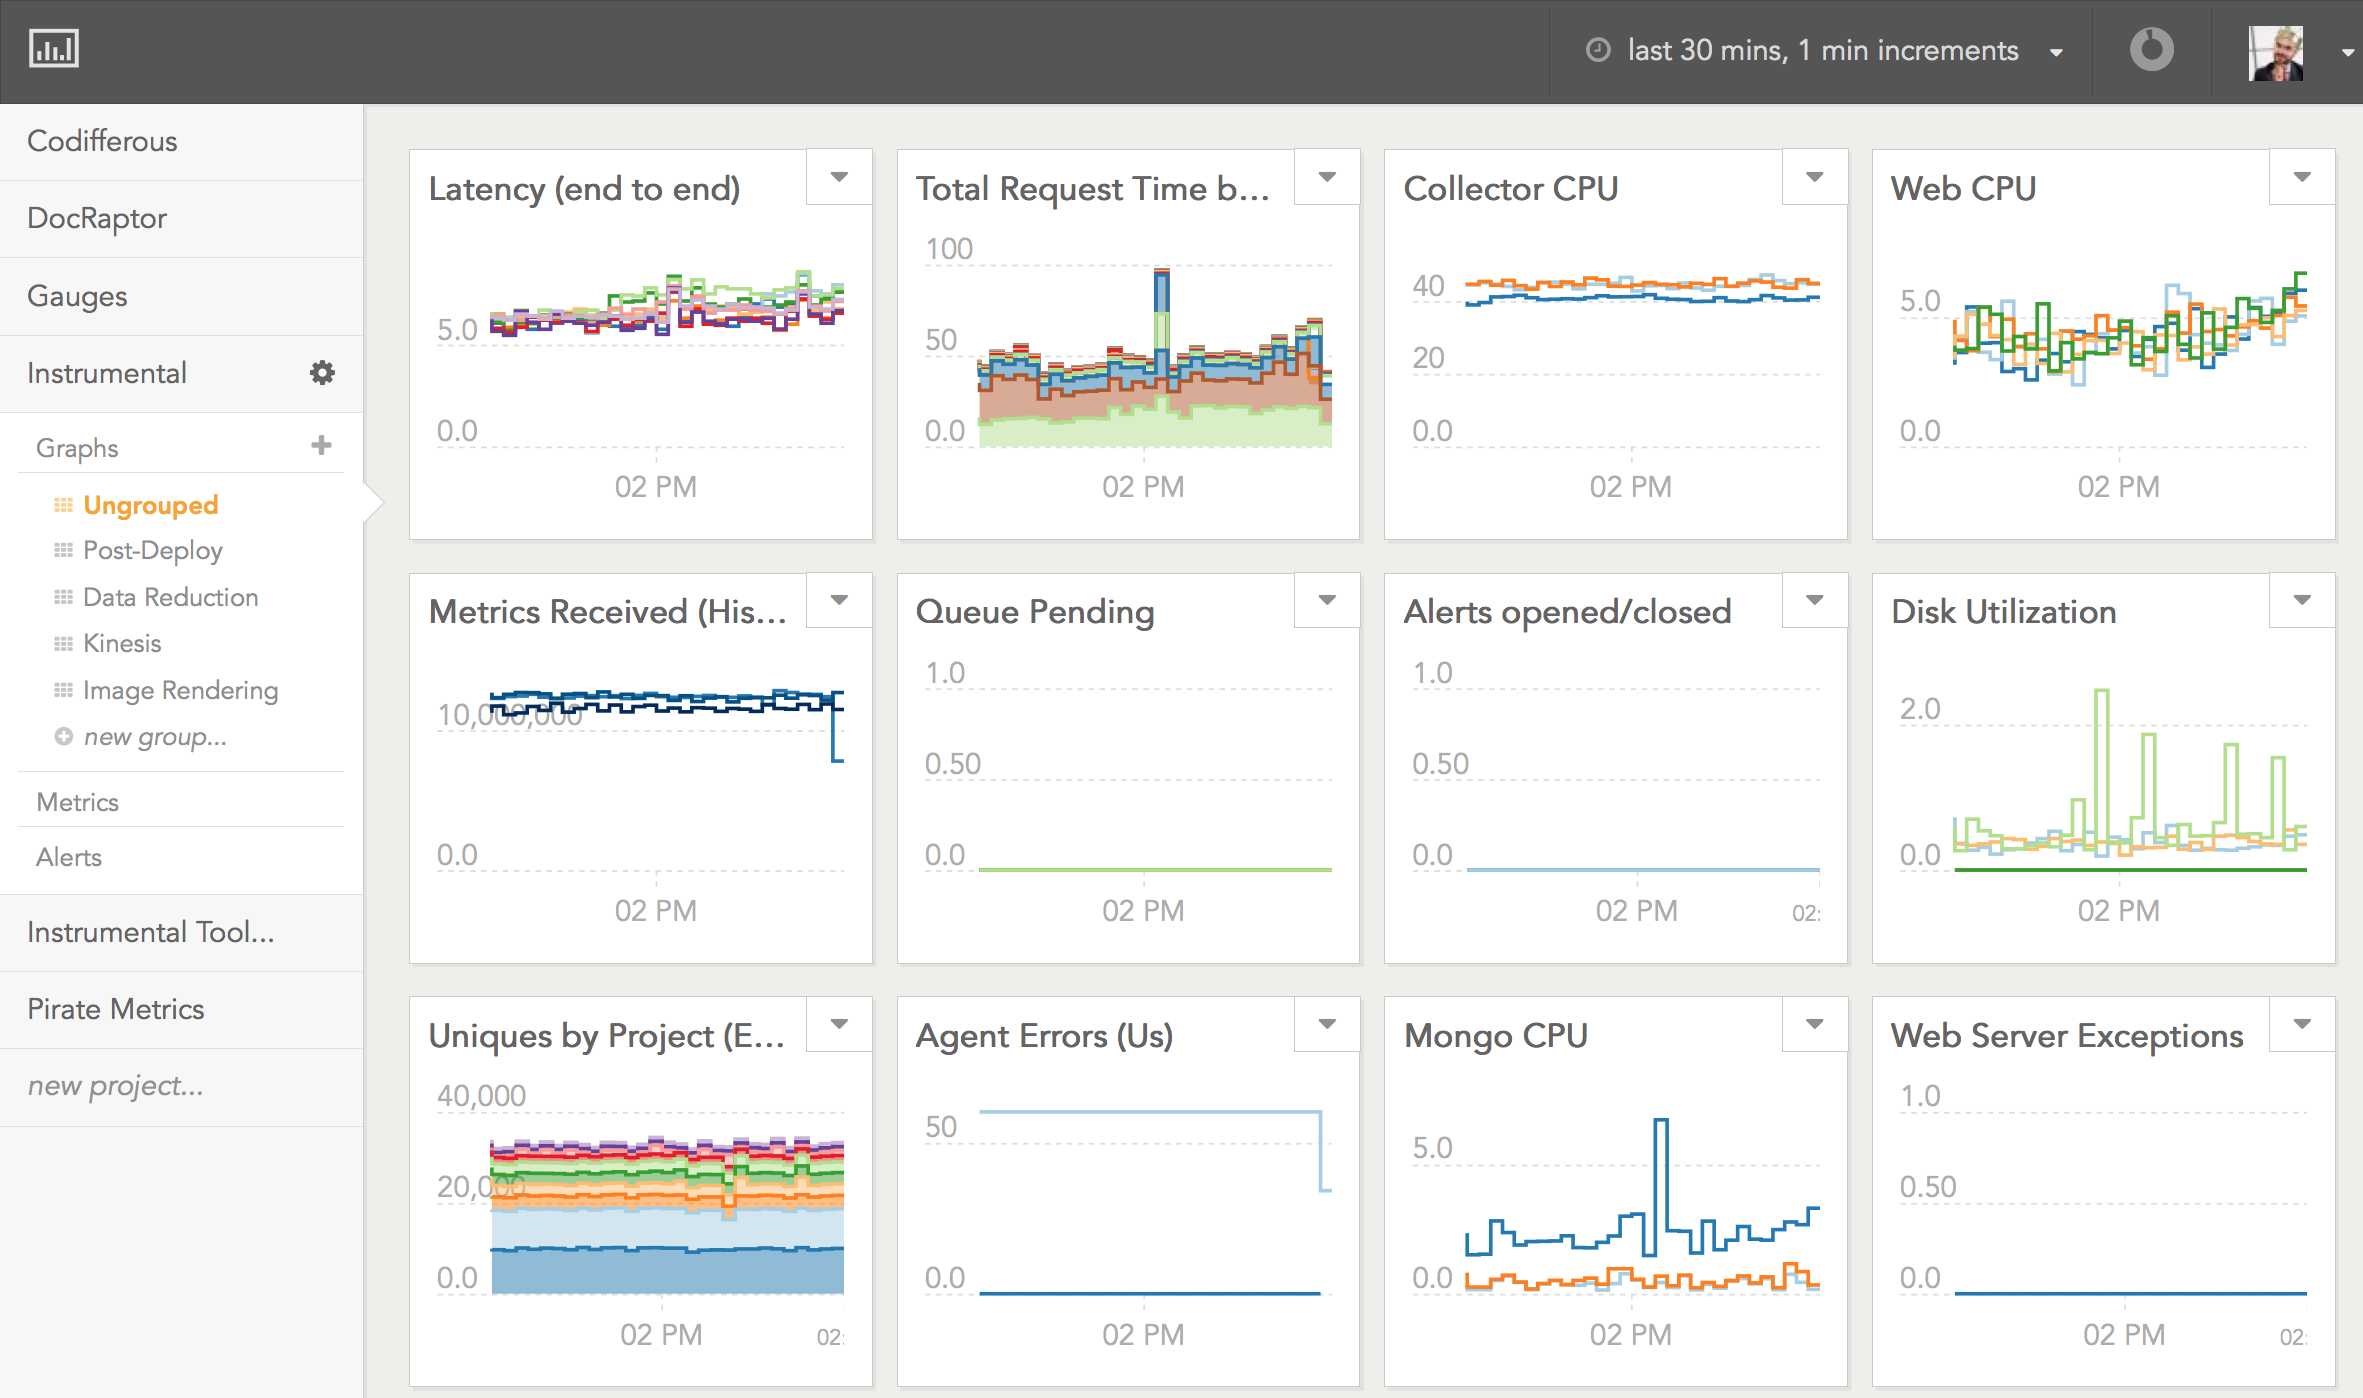 last 30 mins, 1 min increments
Codifferous
DocRaptor
Gauges
Instrumental
Graphs
Ungrouped
Post-Deploy
Data Reduction
Kinesis
Image Rendering
new group...
Metrics
Alerts
Instrumental Tool...
Pirate Metrics
new project...
Latency (end to end)
5.0
0.0
02 PM
Total Request Time b...
100
50
0.0
02 PM
Collector CPU
40
20
0.0
02 PM
Web CPU
5.0
0.0
02 PM
Metrics Received (His...
10,000,000
0.0
02 PM
Queue Pending
1.0
0.50
0.0
02 PM
Alerts opened/closed
1.0
0.50
0.0
02 PM 02:
Disk Utilization
2.0
0.0
02 PM
Uniques by Project (E...
40,000
20,000
0.0
02 PM 02:
Agent Errors (Us)
50
0.0
02 PM
Mongo CPU
5.0
0.0
02 PM
Web Server Exceptions
1.0
0.50
0.0
02 PM 02: